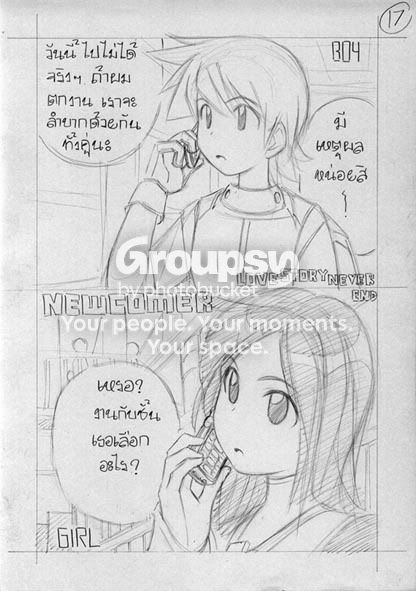 17
วันนี้ ไปไม่ได้
จริงๆ ถ้าผม
ตกงาน เราจะ
ลำบากด้วยกัน
ทั้งคู่นะ
BOY
มี
เหตุผล
หน่อยสิ
Groupsy
by photobucket
LOVE STORY NEVER
END
NEWCOMER
Your people. Your moments.
Your space.
เหรอ?
งานกับชั้น
เธอเลือก
อะไร?
GIRL